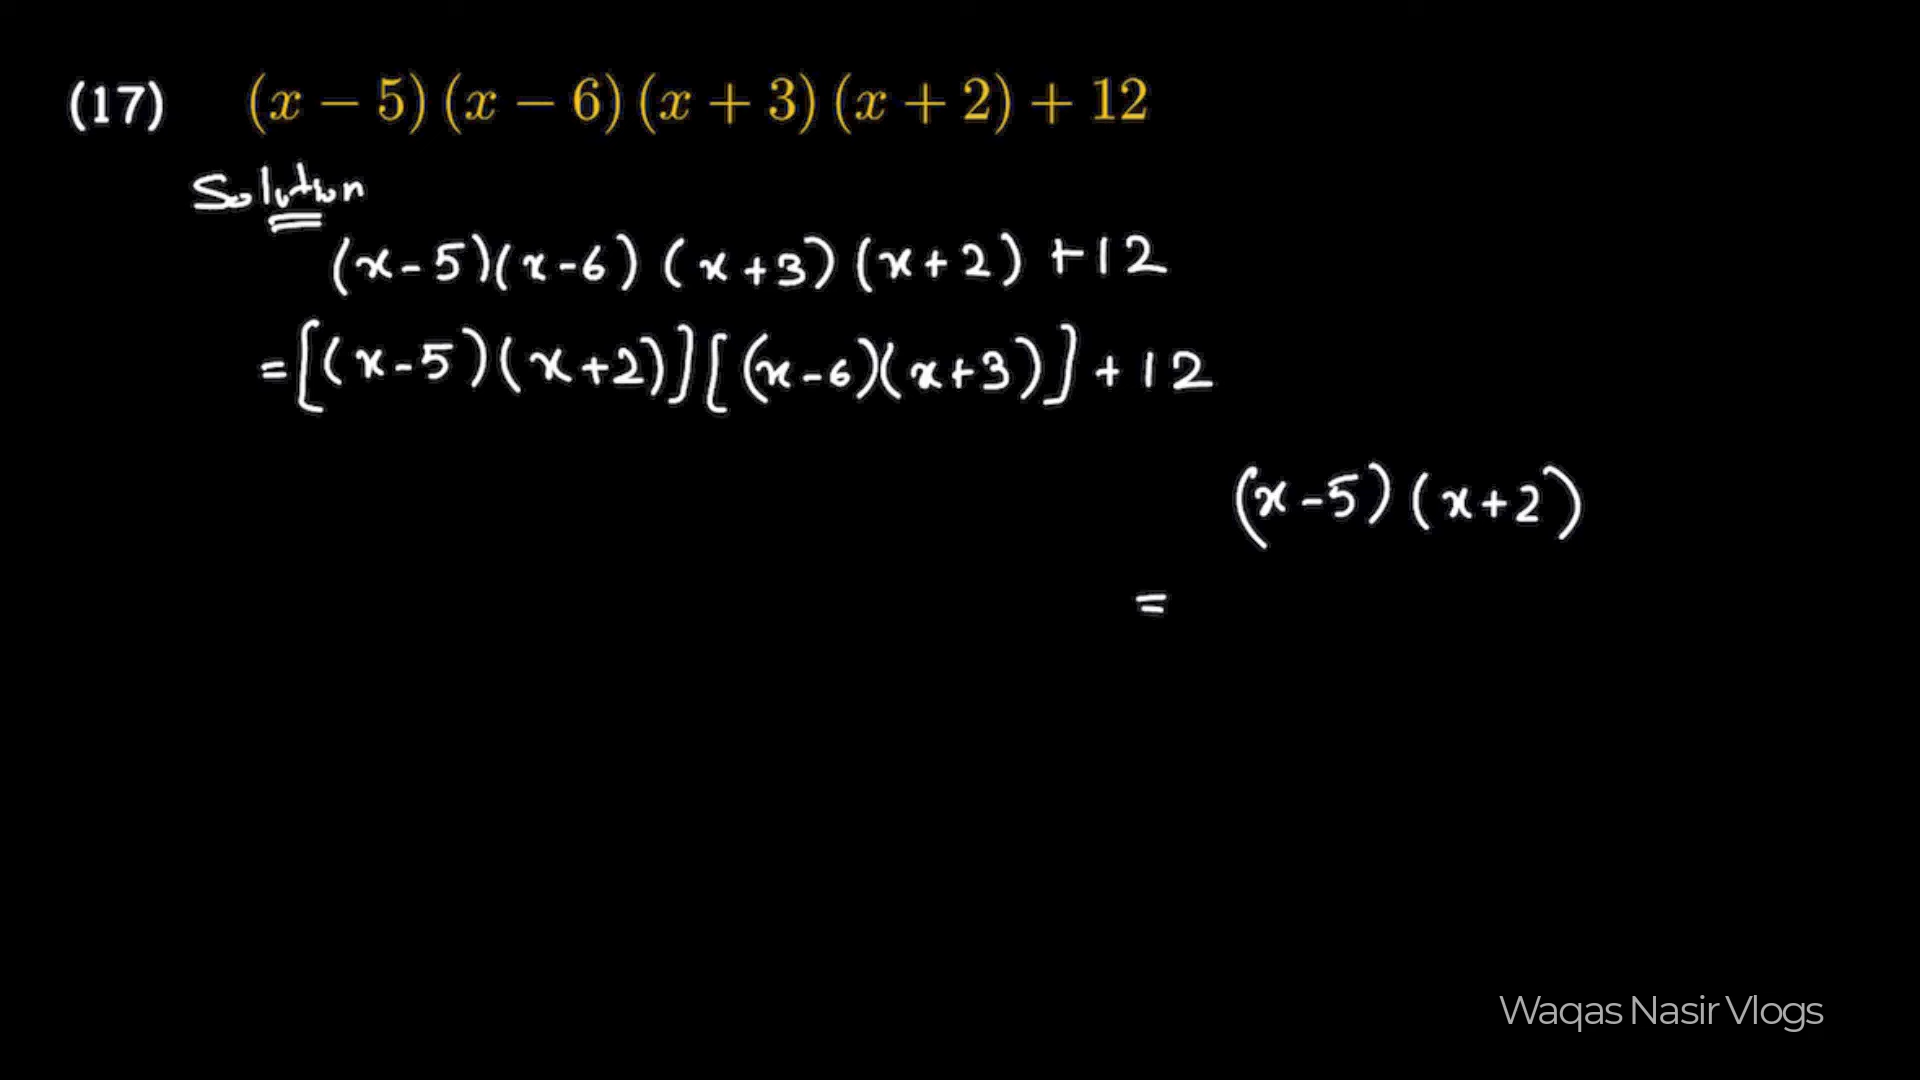 (17) (x − 5)(x − 6)(x + 3)(x + 2) + 12
Solution
(x-5)(x-6)(x+3)(x+2)+12
=[(x-5)(x+2)][(x-6)(x+3)]+12
(x-5)(x+2)
=
Waqas Nasir Vlogs